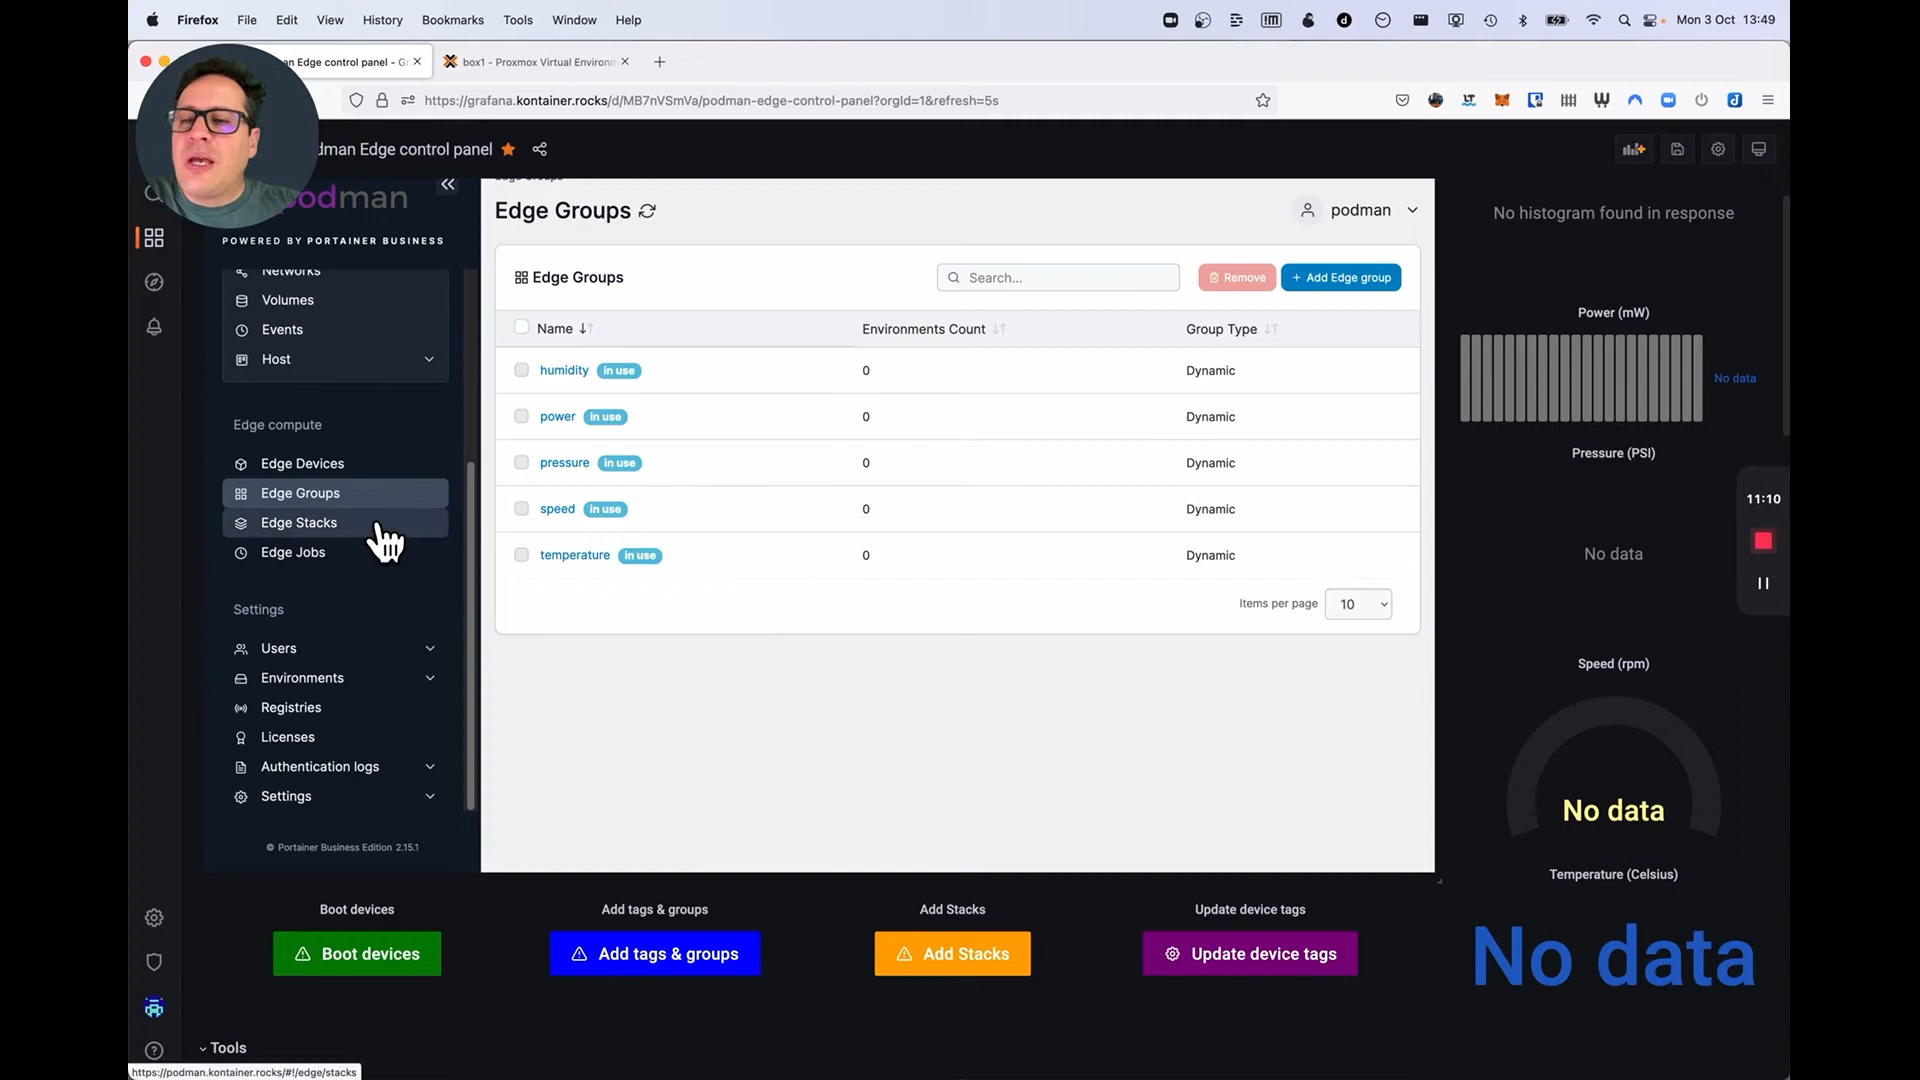 Firefox File Edit View History Bookmarks Tools Window Help Mon 3 Oct 13:49
an Edge control panel - G
box1 - Proxmox Virtual Environm
https://grafana.kontainer.rocks/d/MB7nVSmVa/podman-edge-control-panel?orgId=1&refresh=5s
dman Edge control panel
podman
POWERED BY PORTAINER BUSINESS
Networks
Volumes
Events
Host
Edge compute
Edge Devices
Edge Groups
Edge Stacks
Edge Jobs
Settings
Users
Environments
Registries
Licenses
Authentication logs
Settings
© Portainer Business Edition 2.15.1
Edge Groups
Edge Groups
podman
Edge Groups
Search...
Remove
+ Add Edge group
Name Environments Count Group Type
humidity in use 0 Dynamic
power in use 0 Dynamic
pressure in use 0 Dynamic
speed in use 0 Dynamic
temperature in use 0 Dynamic
Items per page 10
No histogram found in response
Power (mW)
No data
Pressure (PSI)
11:10
No data
Speed (rpm)
No data
Temperature (Celsius)
No data
Boot devices Add tags & groups Add Stacks Update device tags
Boot devices Add tags & groups Add Stacks Update device tags
Tools
https://podman.kontainer.rocks/#!/edge/stacks